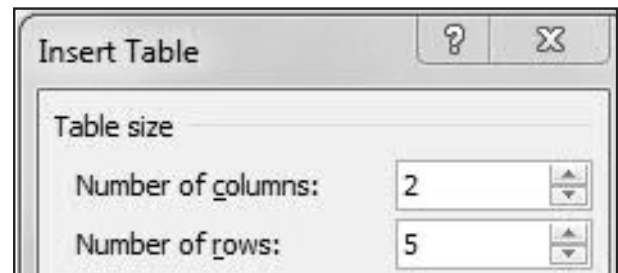 Insert Table ?
Table size
Number of columns: 2
Number of rows: 5